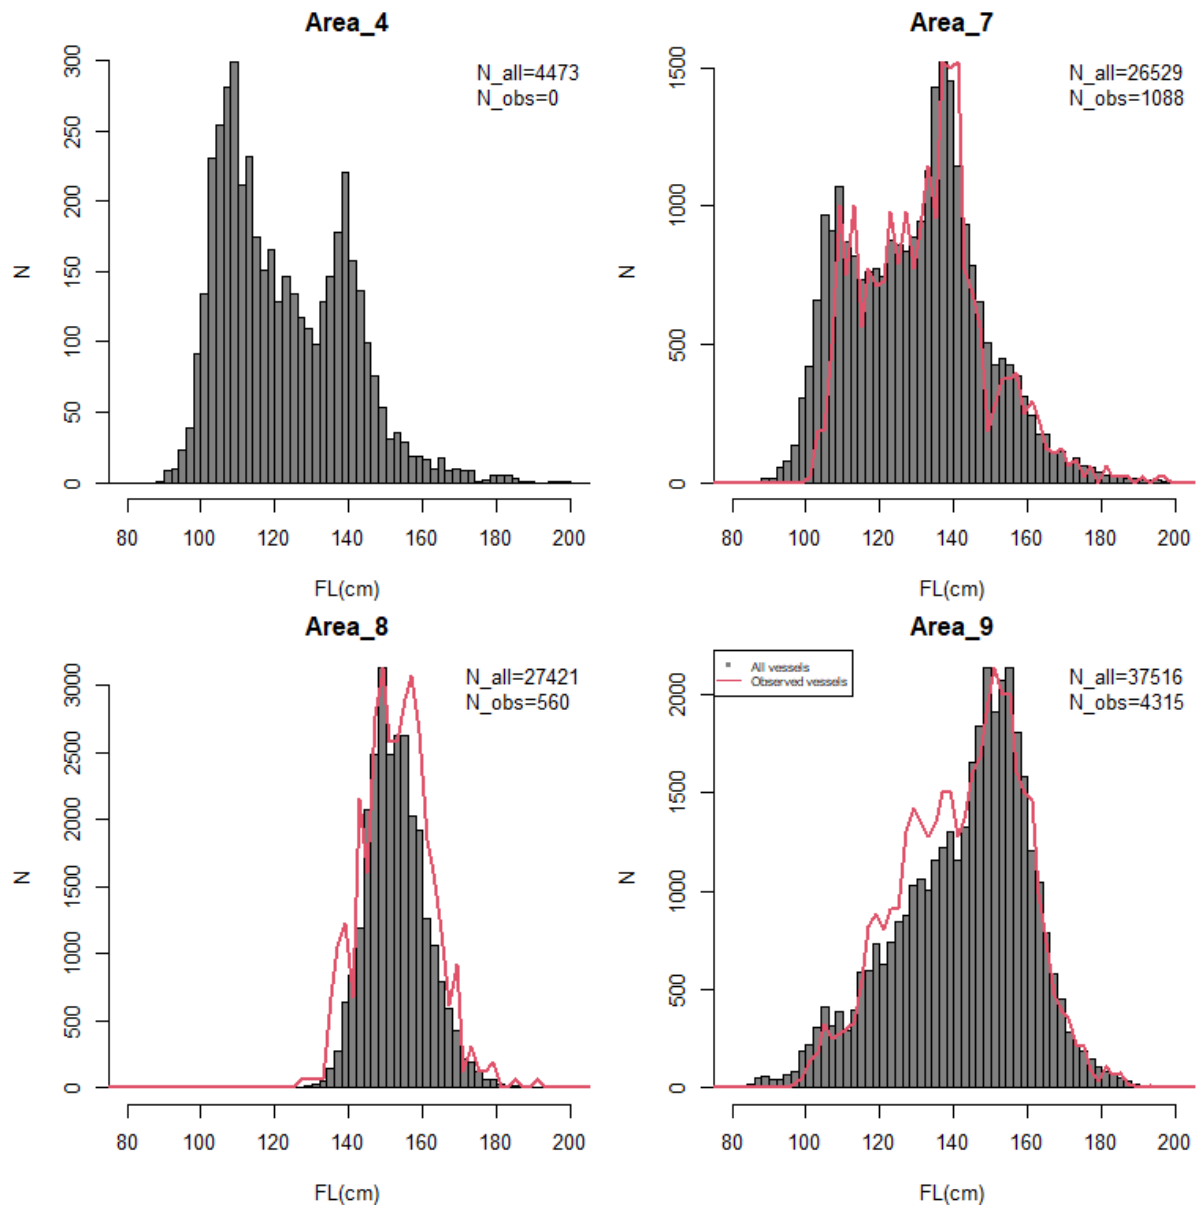 Area_4
N_all=4473
N_obs=0
N
0
50
100
150
200
250
300
80 100 120 140 160 180 200
FL(cm)
Area_7
N_all=26529
N_obs=1088
N
0
500
1000
1500
80 100 120 140 160 180 200
FL(cm)
Area_8
N_all=27421
N_obs=560
N
0
500
1000
1500
2000
2500
3000
80 100 120 140 160 180 200
FL(cm)
Area_9
All vessels
Observed vessels
N_all=37516
N_obs=4315
N
0
500
1000
1500
2000
80 100 120 140 160 180 200
FL(cm)